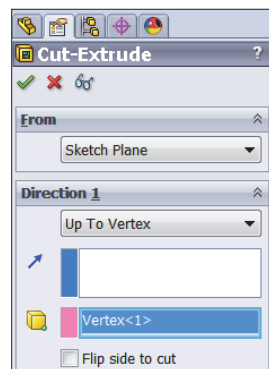 Cut-Extrude ?
From
Sketch Plane
Direction 1
Up To Vertex
Vertex<1>
Flip side to cut